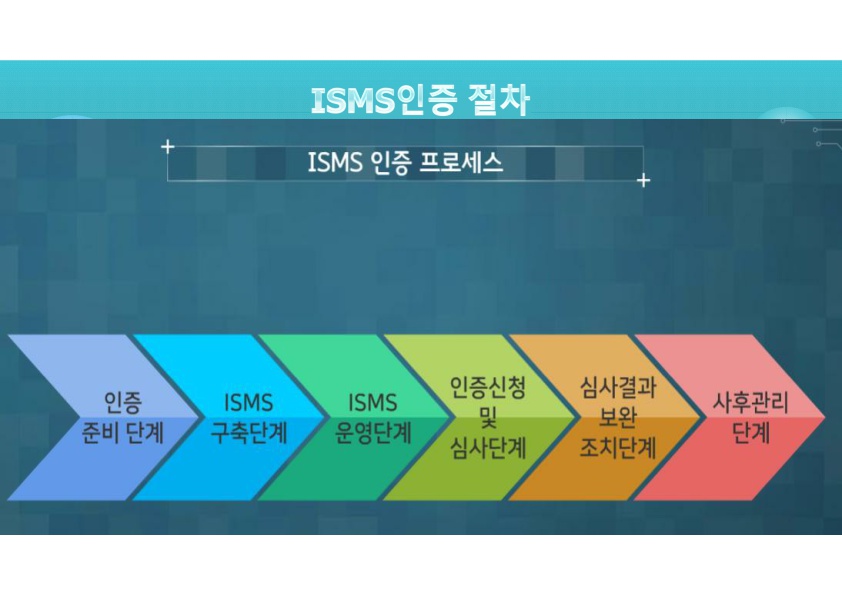 ISMS인증 절차
ISMS 인증 프로세스
인증
준비 단계
ISMS
구축단계
ISMS
운영단계
인증신청
및
심사단계
심사결과
보완
조치단계
사후관리
단계